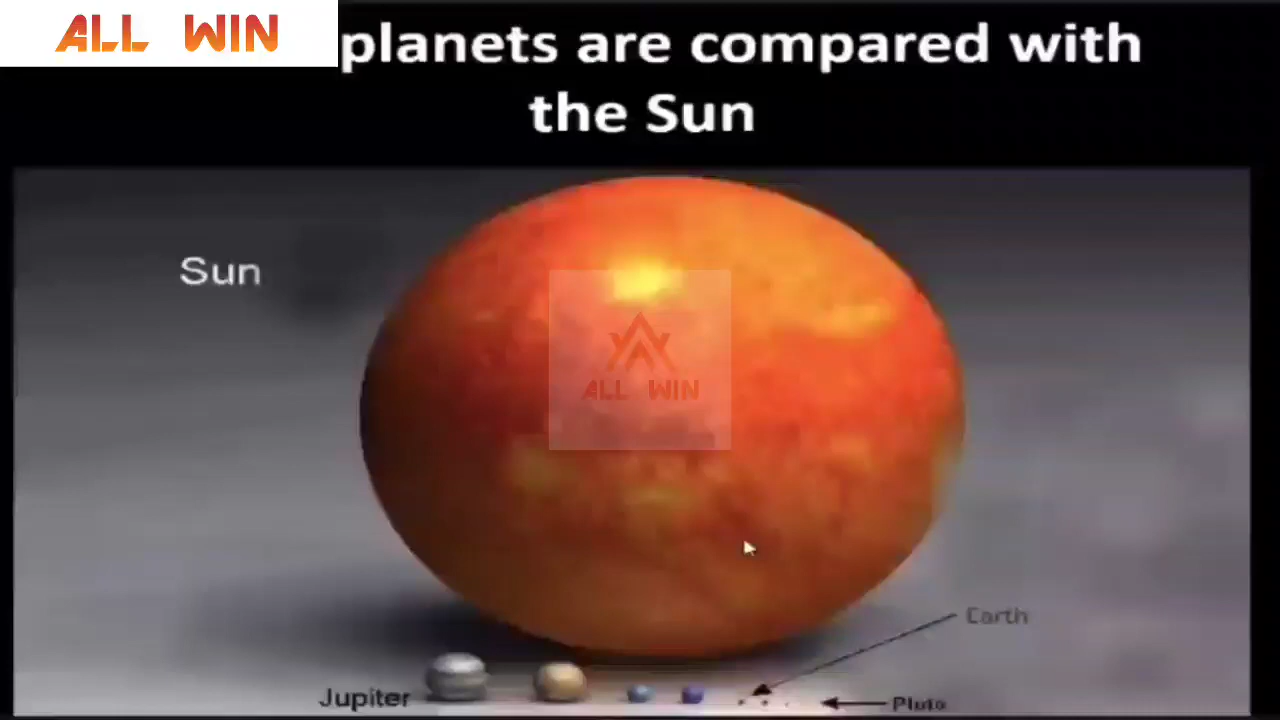 ALL WIN
planets are compared with
the Sun
Sun
ALL WIN
Earth
Jupiter
Pluto